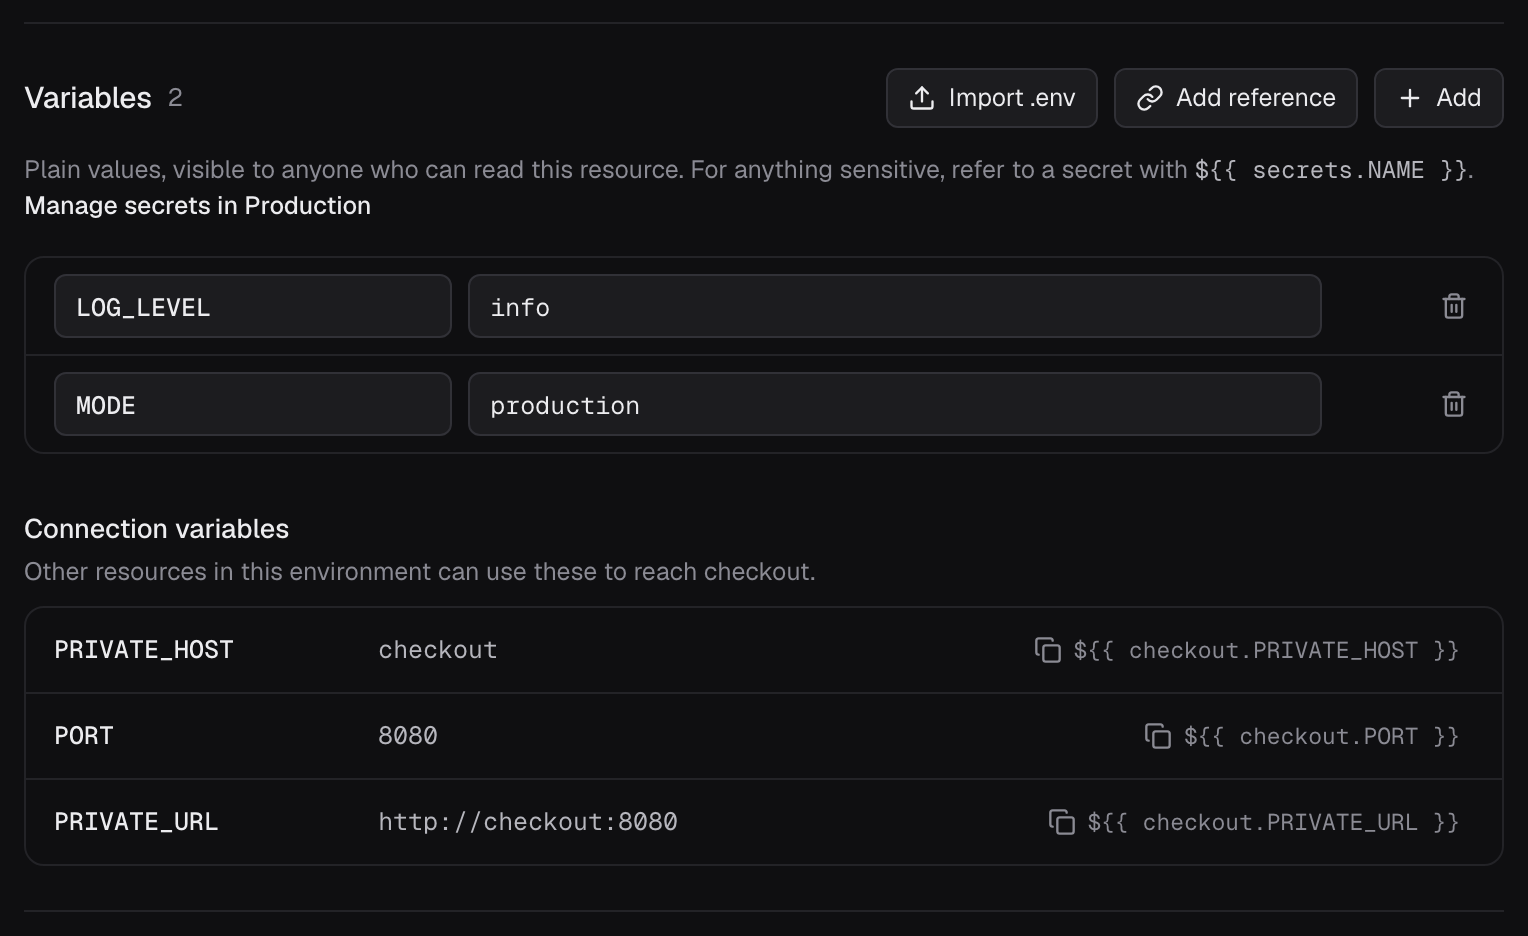 Variables 2
Import .env
Add reference
Add
Plain values, visible to anyone who can read this resource. For anything sensitive, refer to a secret with ${{ secrets.NAME }}.
Manage secrets in Production
LOG_LEVEL info
MODE production
Connection variables
Other resources in this environment can use these to reach checkout.
PRIVATE_HOST checkout ${{ checkout.PRIVATE_HOST }}
PORT 8080 ${{ checkout.PORT }}
PRIVATE_URL http://checkout:8080 ${{ checkout.PRIVATE_URL }}